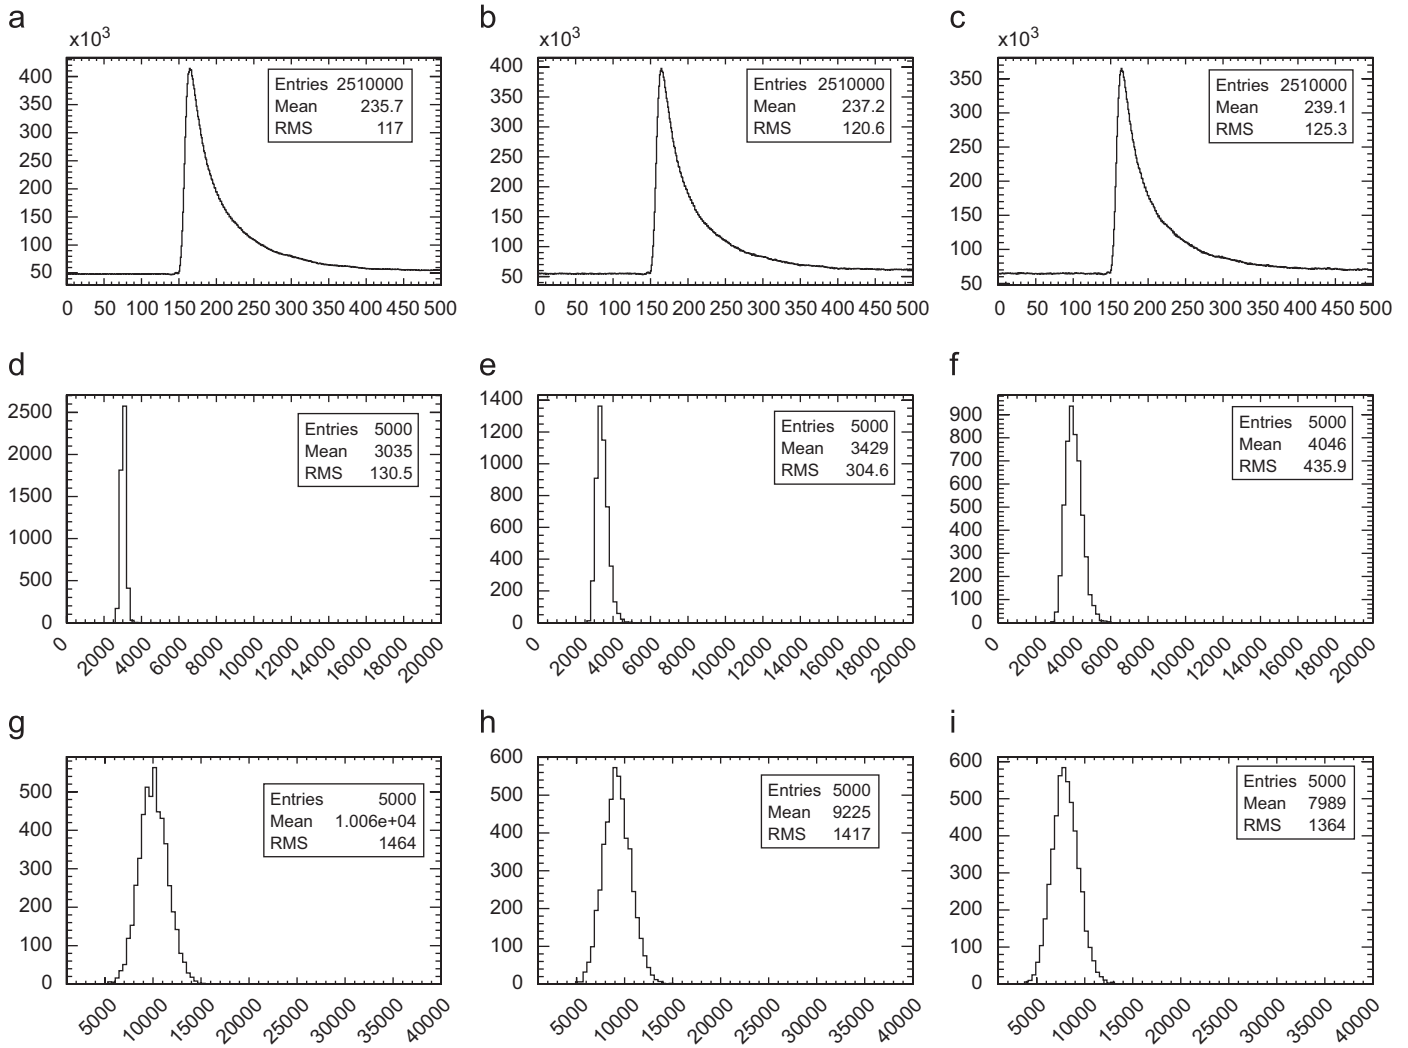 a
x10³
400
350
300
250
200
150
100
50
0 50 100 150 200 250 300 350 400 450 500
Entries 2510000
Mean 235.7
RMS 117
b
x10³
400
350
300
250
200
150
100
50
0 50 100 150 200 250 300 350 400 450 500
Entries 2510000
Mean 237.2
RMS 120.6
c
x10³
350
300
250
200
150
100
50
0 50 100 150 200 250 300 350 400 450 500
Entries 2510000
Mean 239.1
RMS 125.3
d
2500
2000
1500
1000
500
0
0 2000 4000 6000 8000 10000 12000 14000 16000 18000 20000
Entries 5000
Mean 3035
RMS 130.5
e
1400
1200
1000
800
600
400
200
0
0 2000 4000 6000 8000 10000 12000 14000 16000 18000 20000
Entries 5000
Mean 3429
RMS 304.6
f
900
800
700
600
500
400
300
200
100
0
0 2000 4000 6000 8000 10000 12000 14000 16000 18000 20000
Entries 5000
Mean 4046
RMS 435.9
g
500
400
300
200
100
0
5000 10000 15000 20000 25000 30000 35000 40000
Entries 5000
Mean 1.006e+04
RMS 1464
h
600
500
400
300
200
100
0
5000 10000 15000 20000 25000 30000 35000 40000
Entries 5000
Mean 9225
RMS 1417
i
600
500
400
300
200
100
0
5000 10000 15000 20000 25000 30000 35000 40000
Entries 5000
Mean 7989
RMS 1364